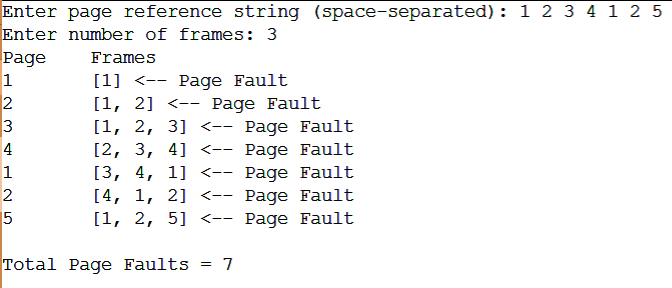 Enter page reference string (space-separated): 1 2 3 4 1 2 5
Enter number of frames: 3
Page    Frames
1       [1] <-- Page Fault
2       [1, 2] <-- Page Fault
3       [1, 2, 3] <-- Page Fault
4       [2, 3, 4] <-- Page Fault
1       [3, 4, 1] <-- Page Fault
2       [4, 1, 2] <-- Page Fault
5       [1, 2, 5] <-- Page Fault
Total Page Faults = 7